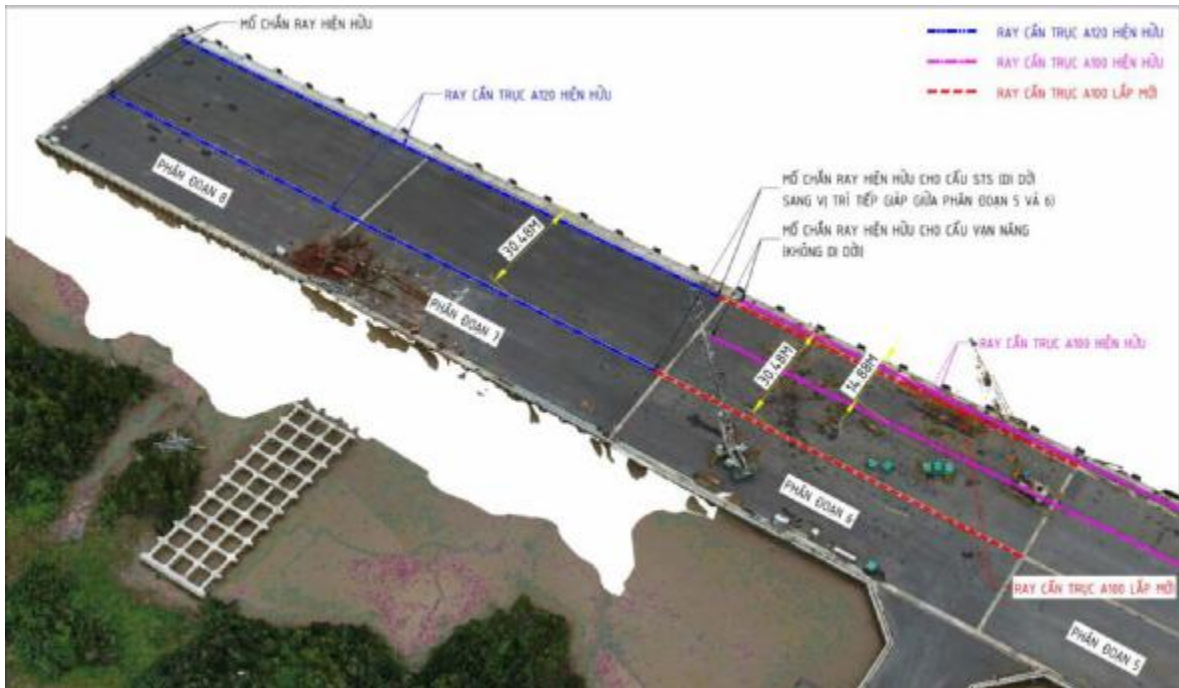 MỐ CHẮN RAY HIỆN HỮU
RAY CẦN TRỤC A120 HIỆN HỮU
RAY CẦN TRỤC A100 HIỆN HỮU
RAY CẦN TRỤC A100 LẮP MỚI
RAY CẦN TRỤC A120 HIỆN HỮU
PHÂN ĐOẠN 8
MỐ CHẮN RAY HIỆN HỮU CHO CẨU STS (DI DỜI
SANG VỊ TRÍ TIẾP GIÁP GIỮA PHÂN ĐOẠN 5 VÀ 6)
MỐ CHẮN RAY HIỆN HỮU CHO CẨU VẠN NĂNG
(KHÔNG DI DỜI)
30.48M
PHÂN ĐOẠN 7
RAY CẦN TRỤC A100 HIỆN HỮU
30.48M
14.88M
PHÂN ĐOẠN 6
RAY CẦN TRỤC A100 LẮP MỚI
PHÂN ĐOẠN 5